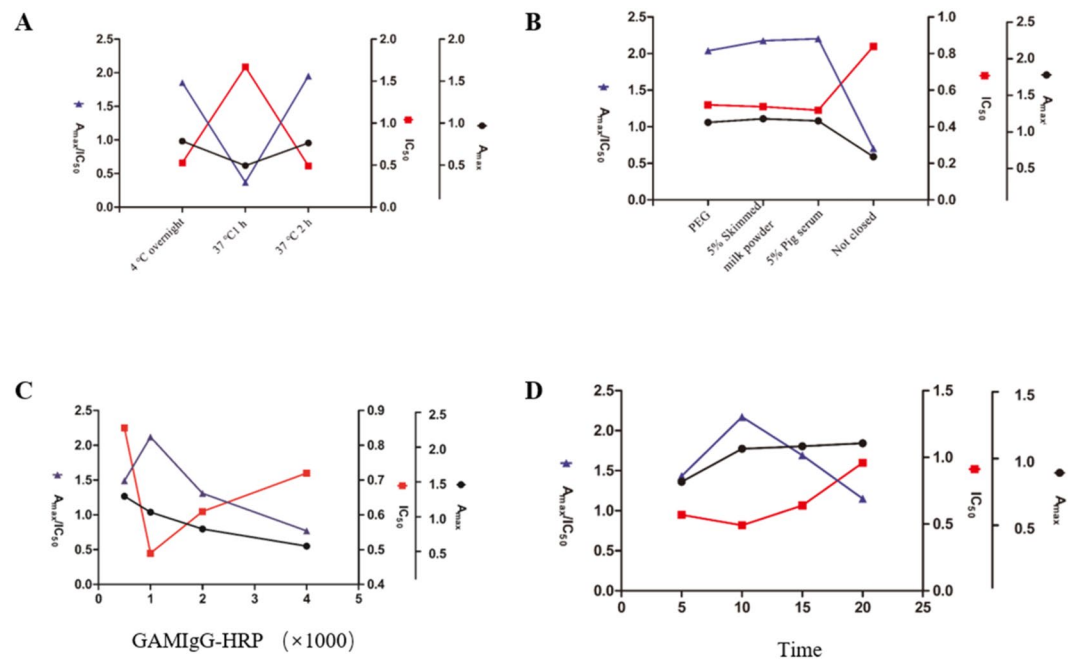 A
2.5
2.0
1.5
1.0
0.5
0.0
Amax/IC50
2.0
1.5
1.0
0.5
0.0
IC50
2.0
1.5
1.0
0.5
Amax
4 ℃ overnight
37 ℃1 h
37 ℃ 2 h
B
2.5
2.0
1.5
1.0
0.5
0.0
Amax/IC50
1.0
0.8
0.6
0.4
0.2
0.0
IC50
2.5
2.0
1.5
1.0
0.5
Amax'
PEG
5% Skimmed
milk powder
5% Pig serum
Not closed
C
2.5
2.0
1.5
1.0
0.5
0.0
Amax/IC50
0.9
0.8
0.7
0.6
0.5
0.4
IC50
2.5
2.0
1.5
1.0
0.5
Amax
0 1 2 3 4 5
GAMIgG-HRP (×1000)
D
2.5
2.0
1.5
1.0
0.5
0.0
Amax/IC50
1.5
1.0
0.5
0.0
IC50
1.5
1.0
0.5
Amax
0 5 10 15 20 25
Time